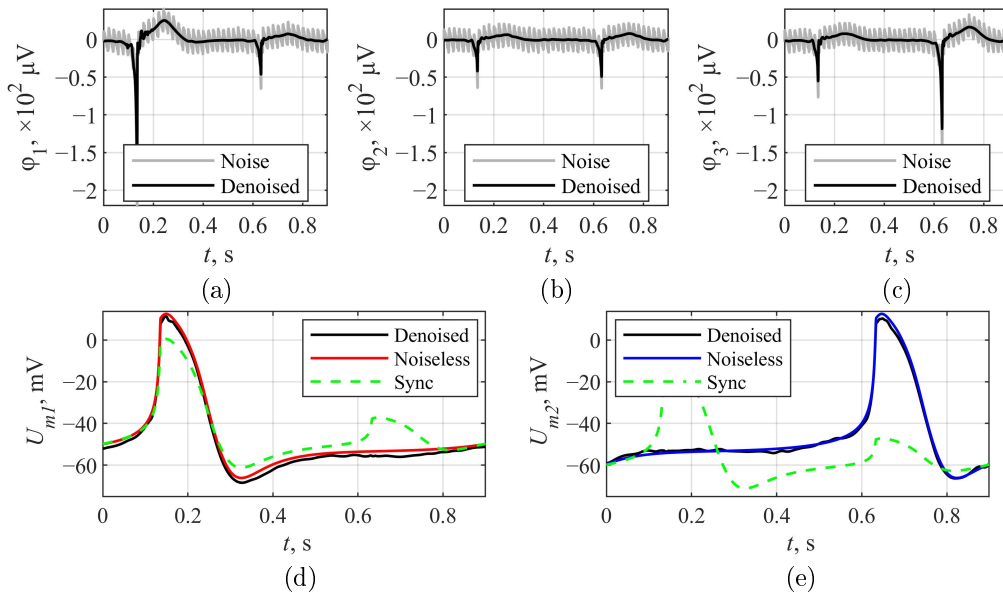 0
−0.5
−1
−1.5
−2
φ1, ×10² μV
Noise
Denoised
0 0.2 0.4 0.6 0.8
t, s
(a)
0
−0.5
−1
−1.5
−2
φ2, ×10² μV
Noise
Denoised
0 0.2 0.4 0.6 0.8
t, s
(b)
0
−0.5
−1
−1.5
−2
φ3, ×10² μV
Noise
Denoised
0 0.2 0.4 0.6 0.8
t, s
(c)
0
−20
−40
−60
Um1, mV
Denoised
Noiseless
Sync
0 0.2 0.4 0.6 0.8
t, s
(d)
0
−20
−40
−60
Um2, mV
Denoised
Noiseless
Sync
0 0.2 0.4 0.6 0.8
t, s
(e)